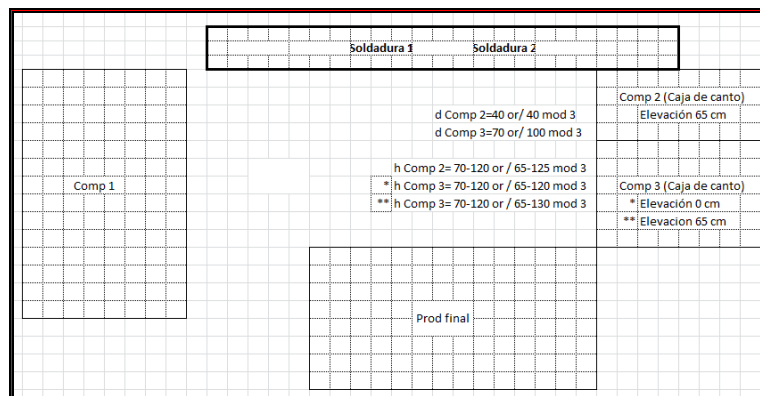 Soldadura 1 Soldadura 2
Comp 1
d Comp 2=40 or/ 40 mod 3
d Comp 3=70 or/ 100 mod 3
h Comp 2= 70-120 or / 65-125 mod 3
* h Comp 3= 70-120 or / 65-120 mod 3
** h Comp 3= 70-120 or / 65-130 mod 3
Comp 2 (Caja de canto)
Elevación 65 cm
Comp 3 (Caja de canto)
* Elevación 0 cm
** Elevacion 65 cm
Prod final